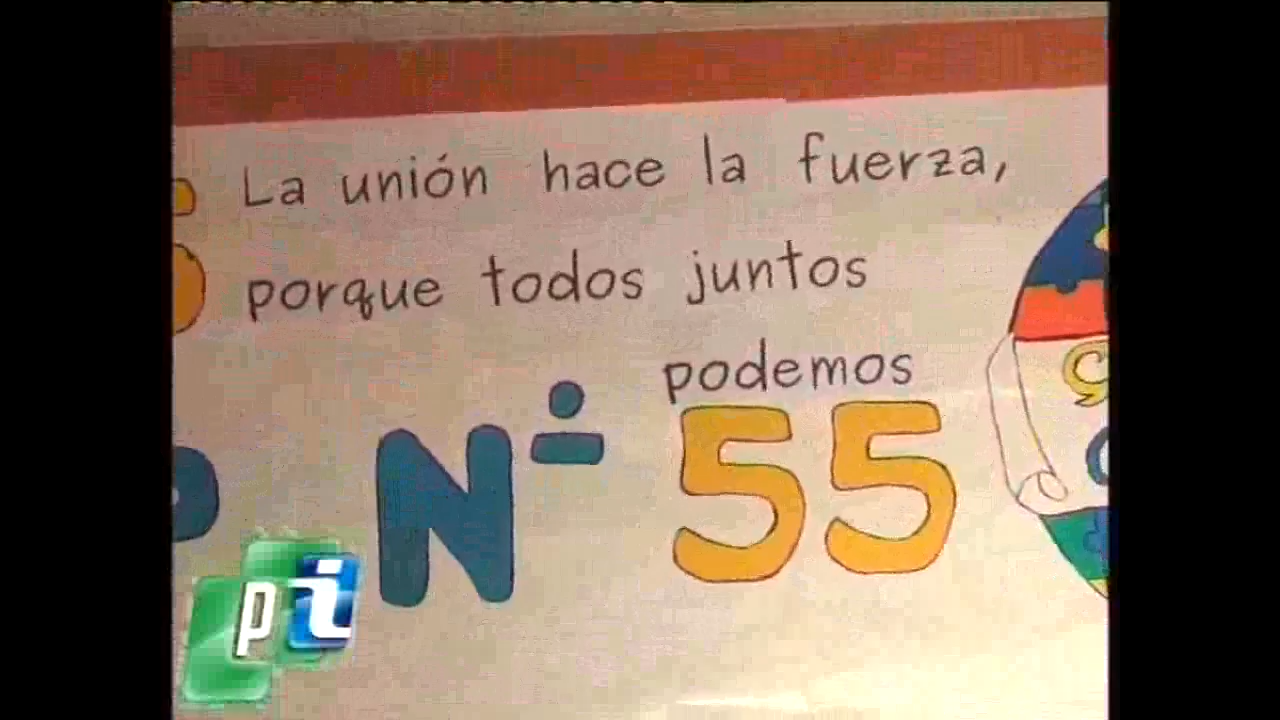 La unión hace la fuerza,
porque todos juntos
podemos
N° 55
pi